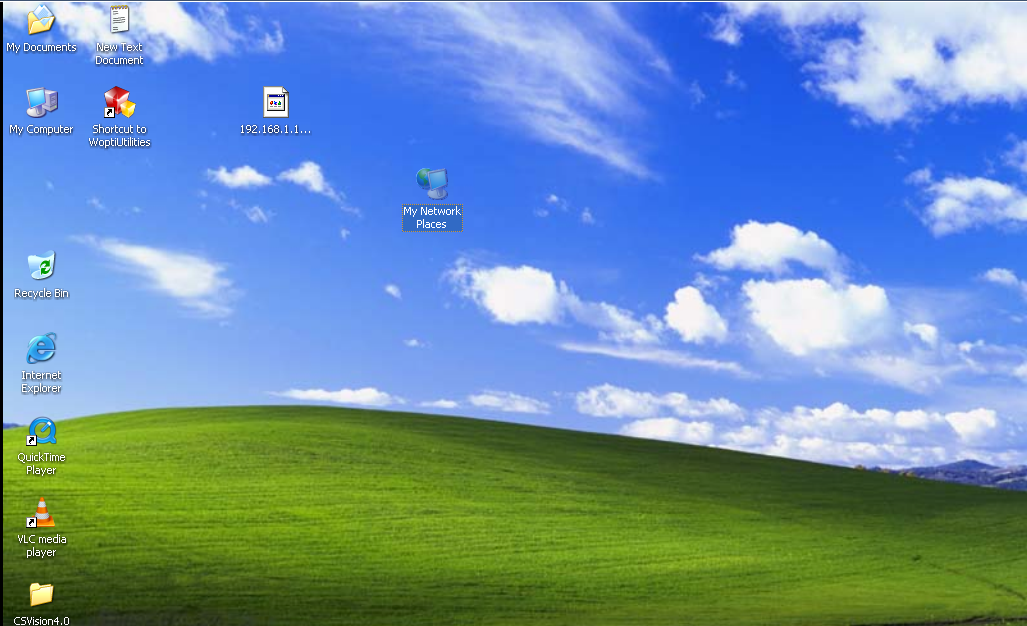 My Documents
New Text
Document
My Computer
Shortcut to
WoptiUtilities
192.168.1.1...
My Network
Places
Recycle Bin
Internet
Explorer
QuickTime
Player
VLC media
player
CSVision4.0